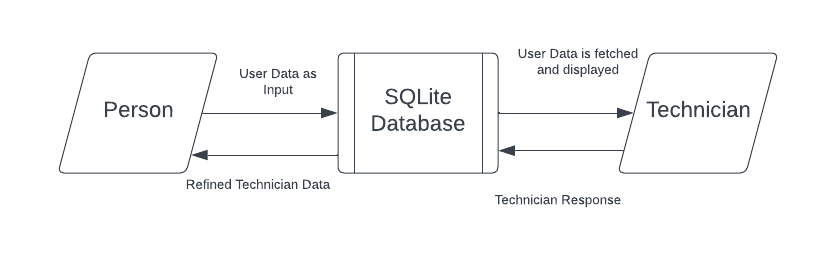 User Data is fetched
and displayed
User Data as
Input
Person
SQLite
Database
Technician
Refined Technician Data
Technician Response